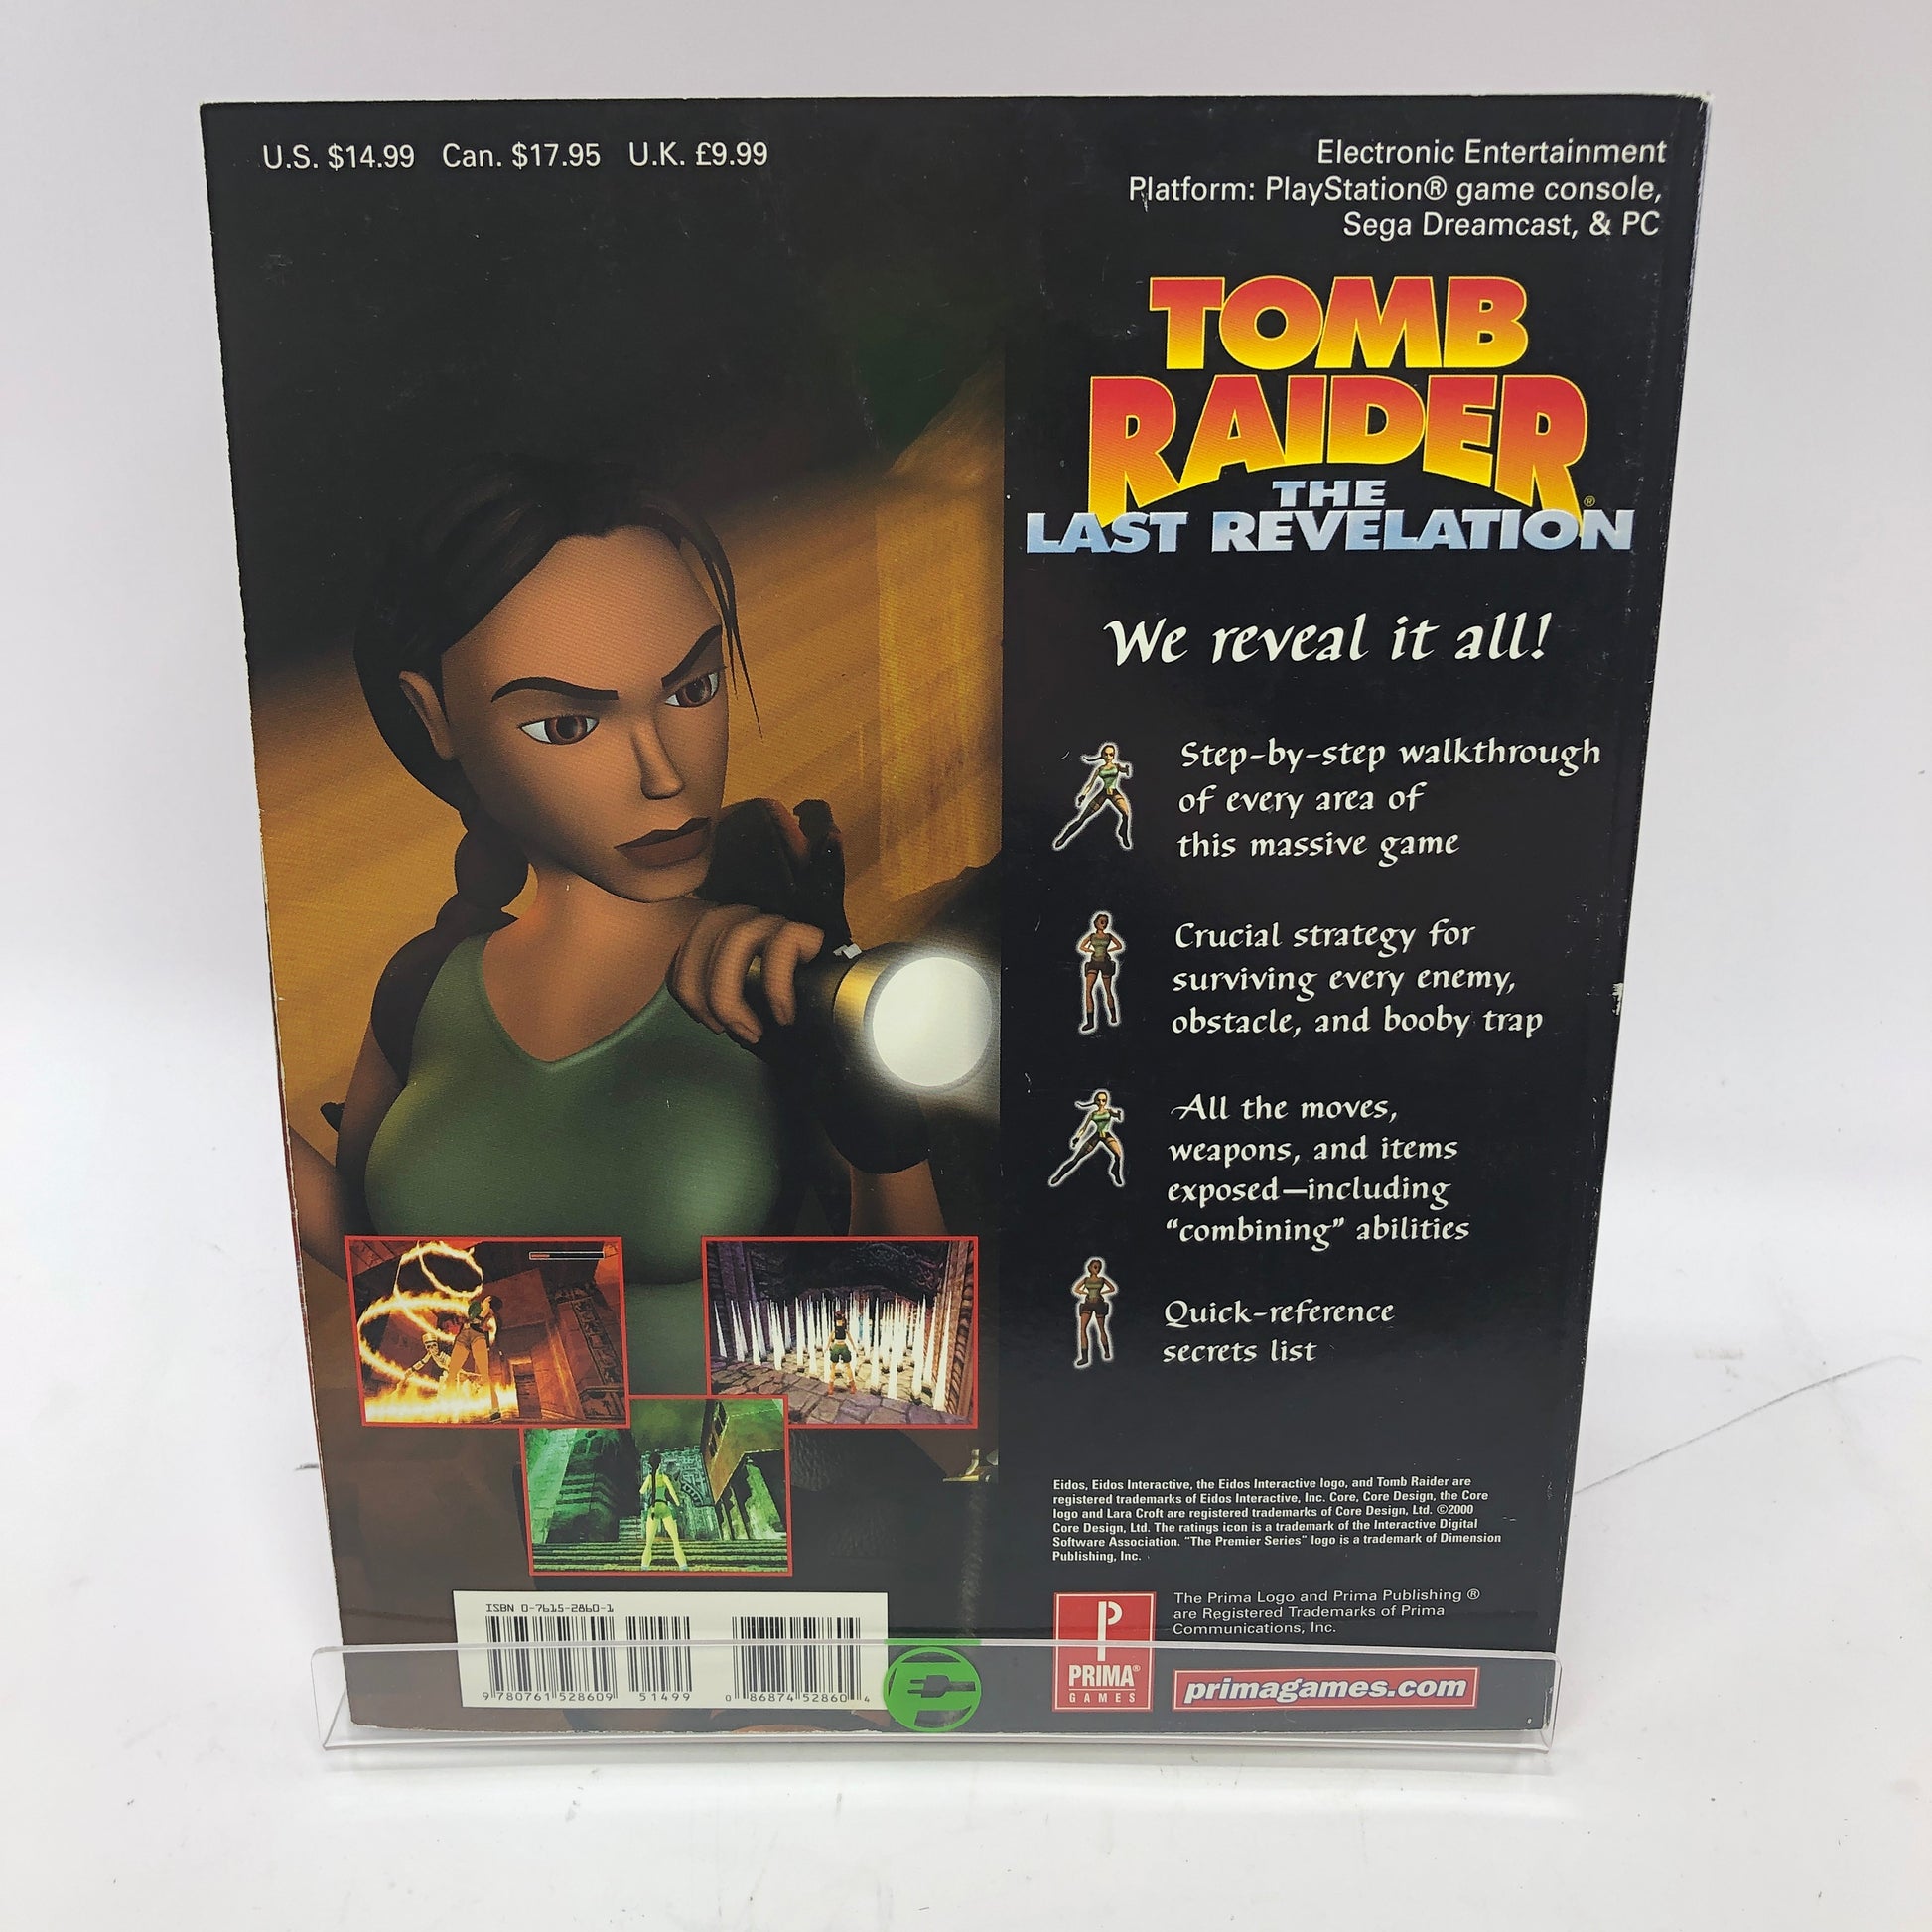 U.S. $14.99 Can. $17.95 U.K. £9.99
Electronic Entertainment
Platform: PlayStation® game console,
Sega Dreamcast, & PC
TOMB
RAIDER®
THE
LAST REVELATION
We reveal it all!
Step-by-step walkthrough
of every area of
this massive game
Crucial strategy for
surviving every enemy,
obstacle, and booby trap
All the moves,
weapons, and items
exposed—including
“combining” abilities
Quick-reference
secrets list
Eidos, Eidos Interactive, the Eidos Interactive logo, and Tomb Raider are
registered trademarks of Eidos Interactive, Inc. Core, Core Design, the Core
logo and Lara Croft are registered trademarks of Core Design, Ltd. ©2000
Core Design, Ltd. The ratings icon is a trademark of the Interactive Digital
Software Association. "The Premier Series" logo is a trademark of Dimension
Publishing, Inc.
ISBN 0-7615-2860-1
9 780761 528609
51499
0 86874 52860 4
P
PRIMA®
GAMES
The Prima Logo and Prima Publishing ®
are Registered Trademarks of Prima
Communications, Inc.
primagames.com